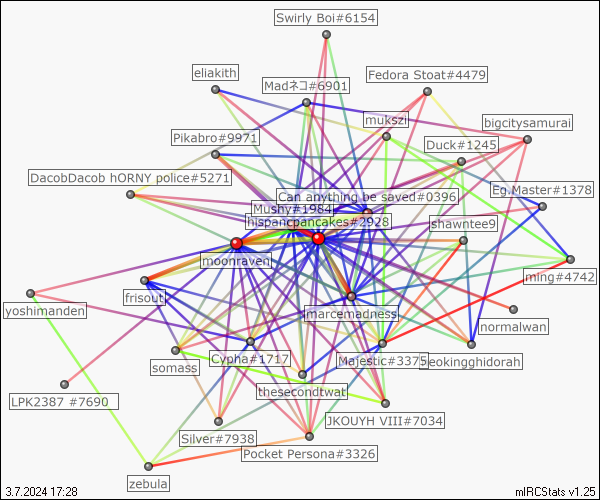 Swirly Boi#6154
eliakith
Madネコ#6901
Fedora Stoat#4479
mukszi
bigcitysamurai
Pikabro#9971
Duck#1245
DacobDacob hORNY police#5271
Can anything be saved#0396
Eg.Master#1378
Mushy#1984
hispanicpancakes#2928
shawntee9
moonraven
ming#4742
frisout
yoshimanden
marcemadness
normalwan
Cypha#1717
Majestic#3375
geokingghidorah
somass
thesecondtwat
LPK2387 #7690
JKOUYH VIII#7034
Silver#7938
Pocket Persona#3326
zebula
3.7.2024 17:28
mIRCStats v1.25